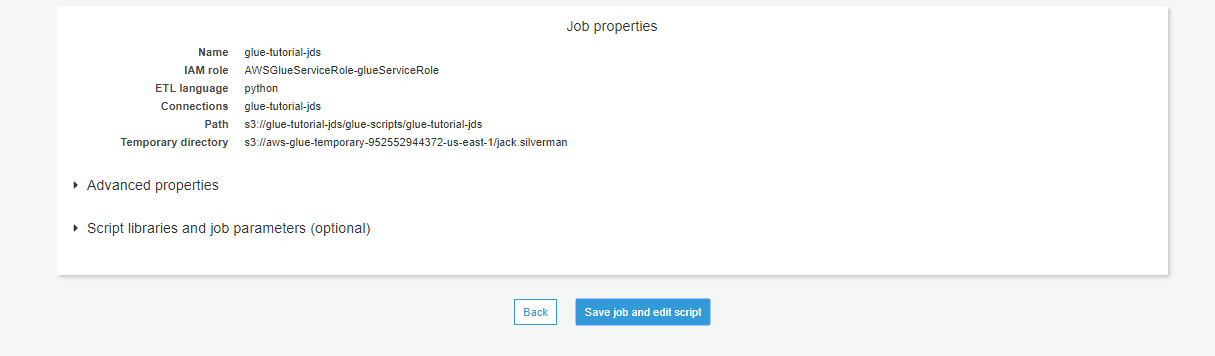 Job properties
Name glue-tutorial-jds
IAM role AWSGlueServiceRole-glueServiceRole
ETL language python
Connections glue-tutorial-jds
Path s3://glue-tutorial-jds/glue-scripts/glue-tutorial-jds
Temporary directory s3://aws-glue-temporary-952552944372-us-east-1/jack.silverman
Advanced properties
Script libraries and job parameters (optional)
Back Save job and edit script